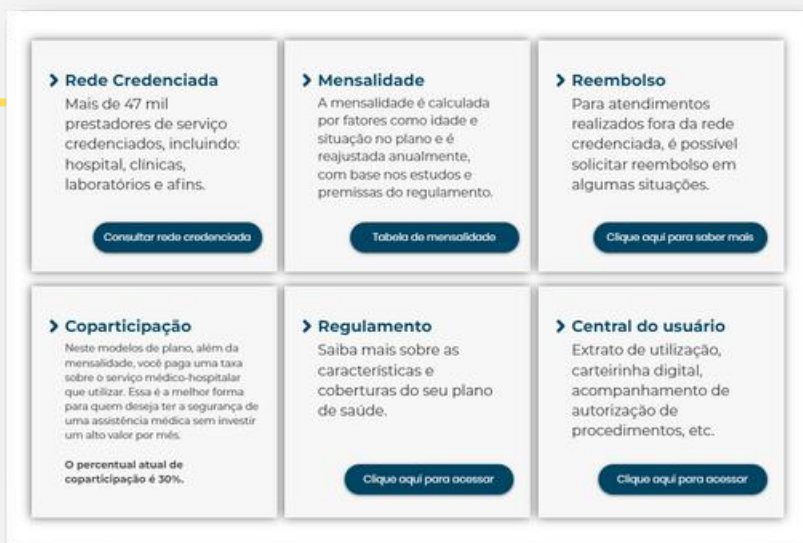 Rede Credenciada
Mais de 47 mil
prestadores de serviço
credenciados, incluindo:
hospital, clínicas,
laboratórios e afins.
Consultar rede credenciada
Mensalidade
A mensalidade é calculada
por fatores como idade e
situação no plano e é
reajustada anualmente,
com base nos estudos e
premissas do regulamento.
Tabela de mensalidade
Reembolso
Para atendimentos
realizados fora da rede
credenciada, é possível
solicitar reembolso em
algumas situações.
Clique aqui para saber mais
Coparticipação
Neste modelos de plano, além da
mensalidade, você paga uma taxa
sobre o serviço médico-hospitalar
que utilizar. Essa é a melhor forma
para quem deseja ter a segurança de
uma assistência médica sem investir
um alto valor por mês.
O percentual atual de
coparticipação é 30%.
Regulamento
Saiba mais sobre as
características e
coberturas do seu plano
de saúde.
Clique aqui para acessar
Central do usuário
Extrato de utilização,
carteirinha digital,
acompanhamento de
autorização de
procedimentos, etc.
Clique aqui para acessar